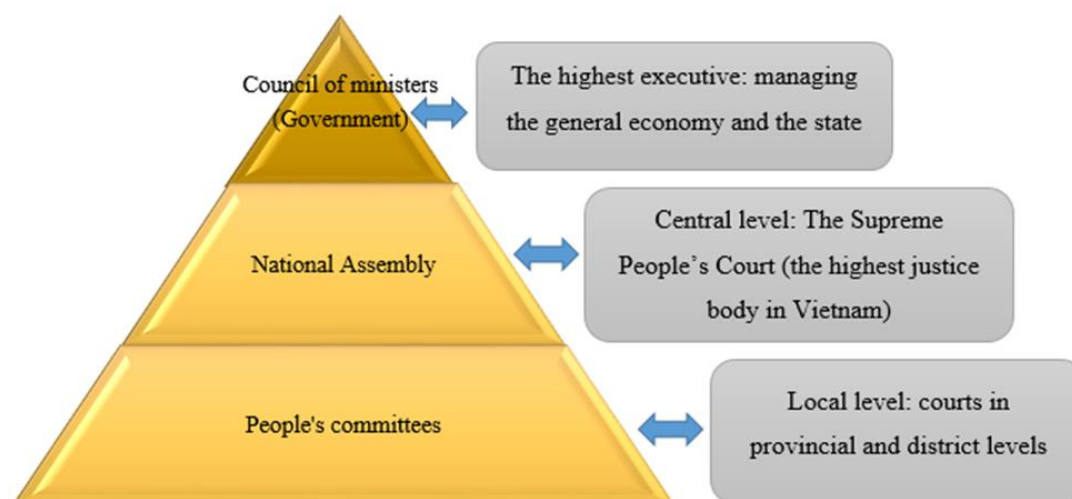 Council of ministers
(Government)
The highest executive: managing
the general economy and the state
National Assembly
Central level: The Supreme
People's Court (the highest justice
body in Vietnam)
People's committees
Local level: courts in
provincial and district levels